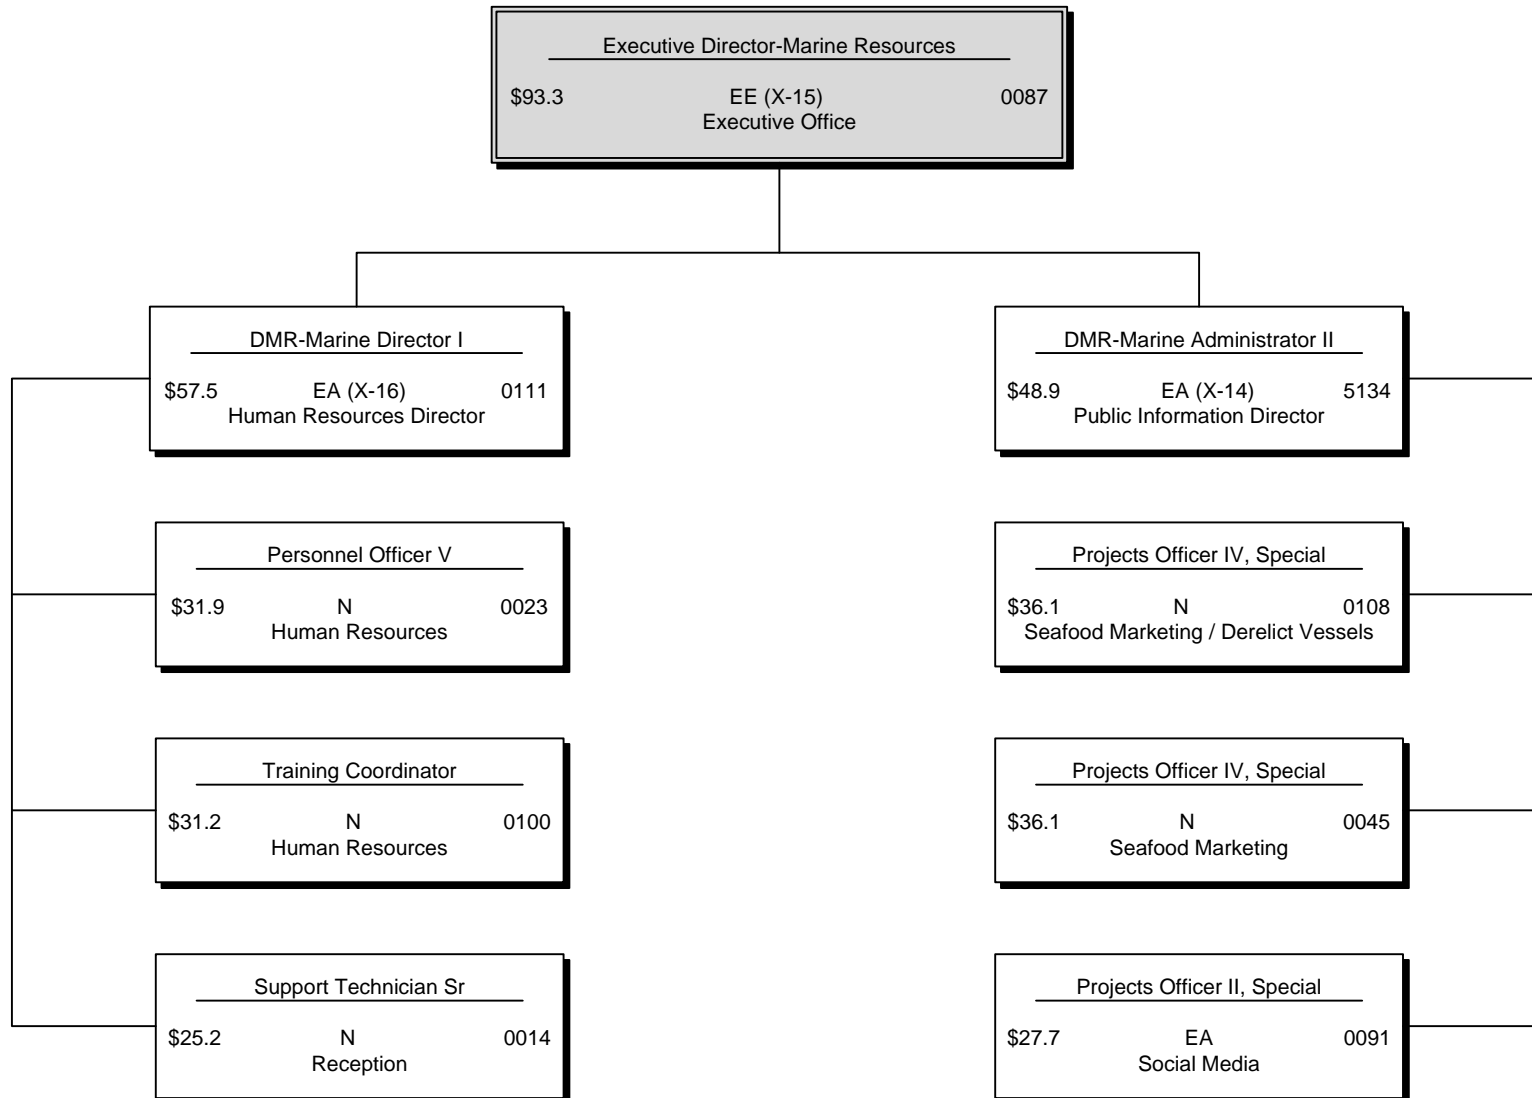 Executive Director-Marine Resources
$93.3 EE (X-15) 0087
Executive Office
DMR-Marine Director I
$57.5 EA (X-16) 0111
Human Resources Director
DMR-Marine Administrator II
$48.9 EA (X-14) 5134
Public Information Director
Personnel Officer V
$31.9 N 0023
Human Resources
Projects Officer IV, Special
$36.1 N 0108
Seafood Marketing / Derelict Vessels
Training Coordinator
$31.2 N 0100
Human Resources
Projects Officer IV, Special
$36.1 N 0045
Seafood Marketing
Support Technician Sr
$25.2 N 0014
Reception
Projects Officer II, Special
$27.7 EA 0091
Social Media